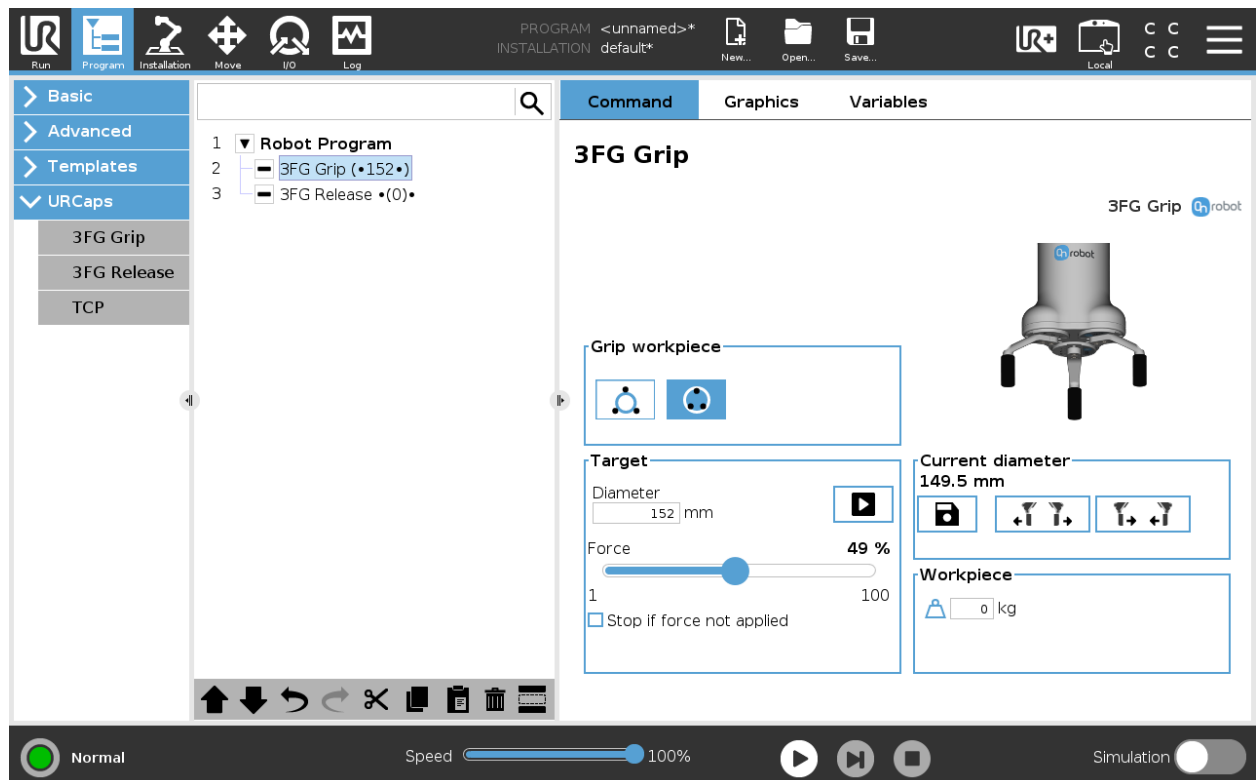 PROGRAM <unnamed>*
INSTALLATION default*
Run Program Installation Move I/O Log New... Open... Save... UR+ Local C C
C C
Basic
Advanced
Templates
URCaps
3FG Grip
3FG Release
TCP
1 Robot Program
2 3FG Grip (•152•)
3 3FG Release •(0)•
Command Graphics Variables
3FG Grip
3FG Grip OnRobot
On robot
Grip workpiece
Target
Diameter
152 mm
Force 49 %
1 100
Stop if force not applied
Current diameter
149.5 mm
Workpiece
0 kg
Normal Speed 100% Simulation